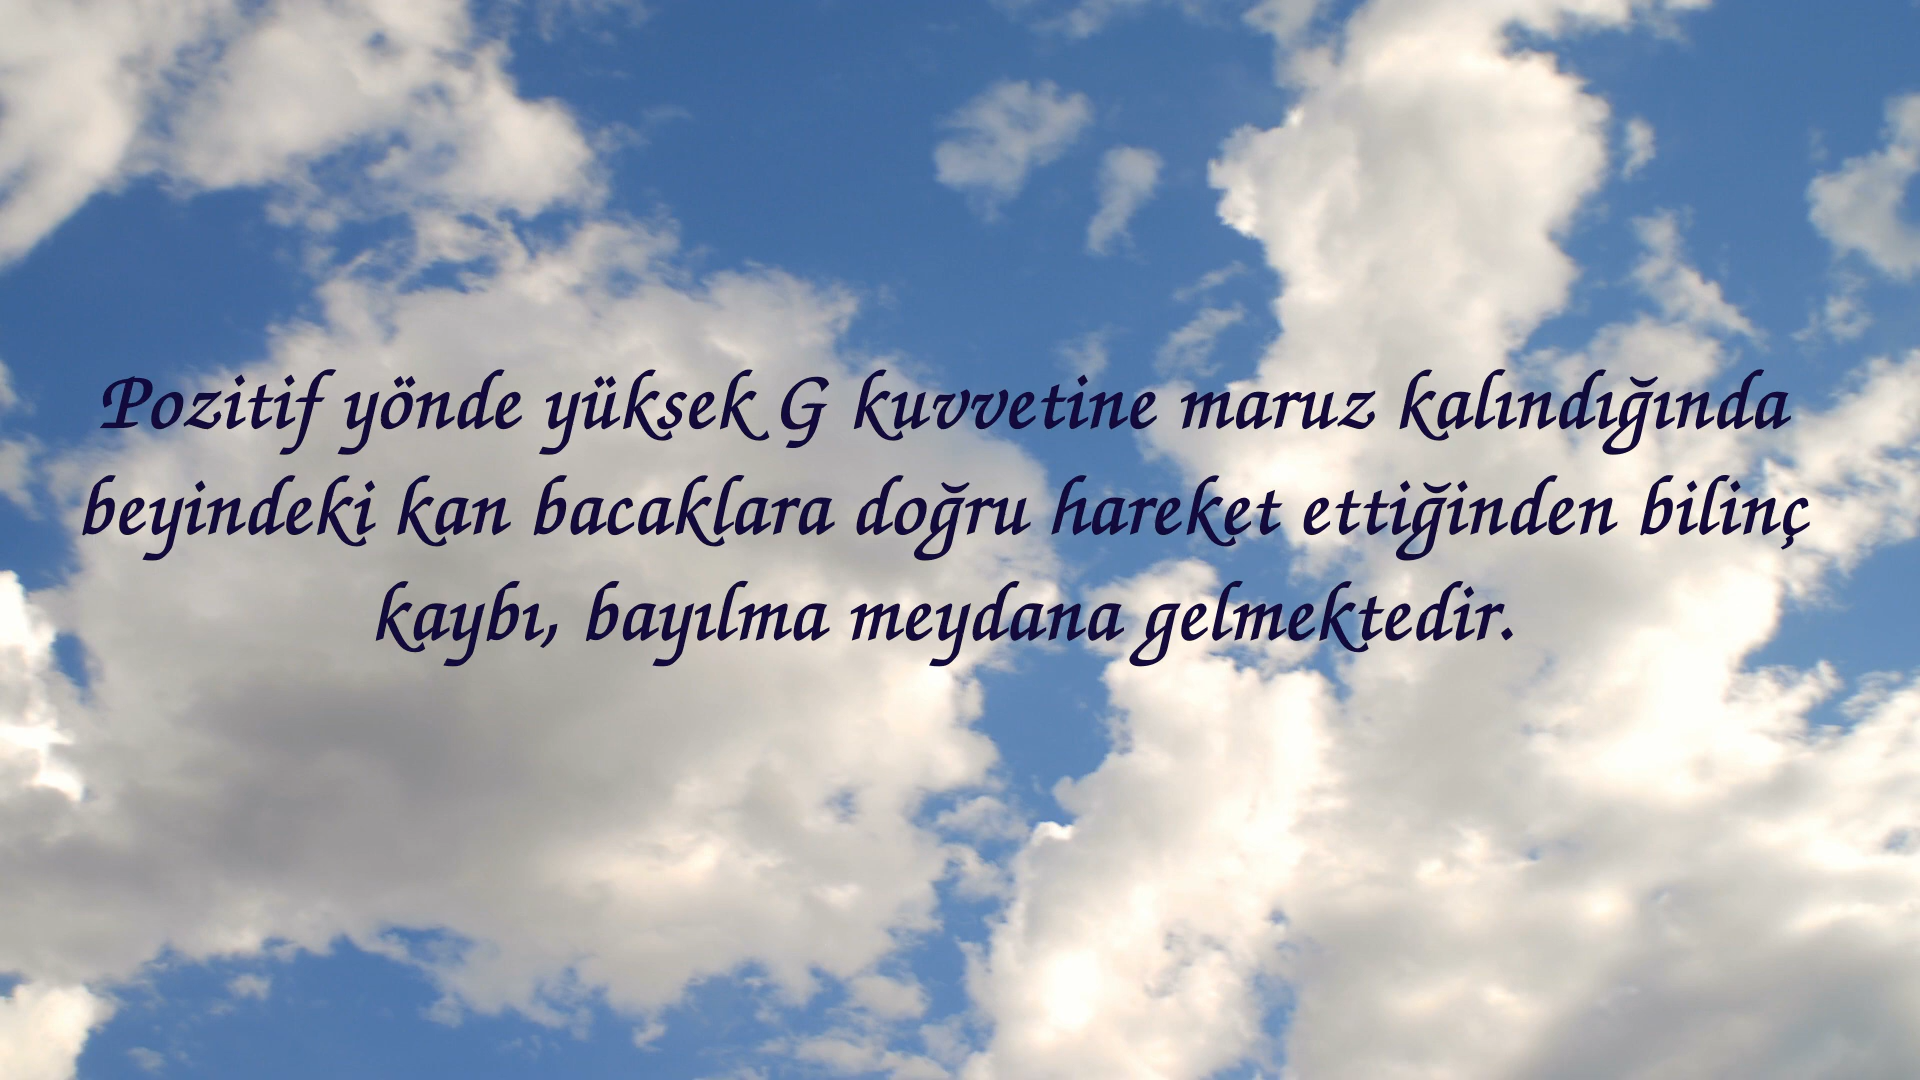 Pozitif yönde yüksek G kuvvetine maruz kalındığında
beyindeki kan bacaklara doğru hareket ettiğinden bilinç
kaybı, bayılma meydana gelmektedir.